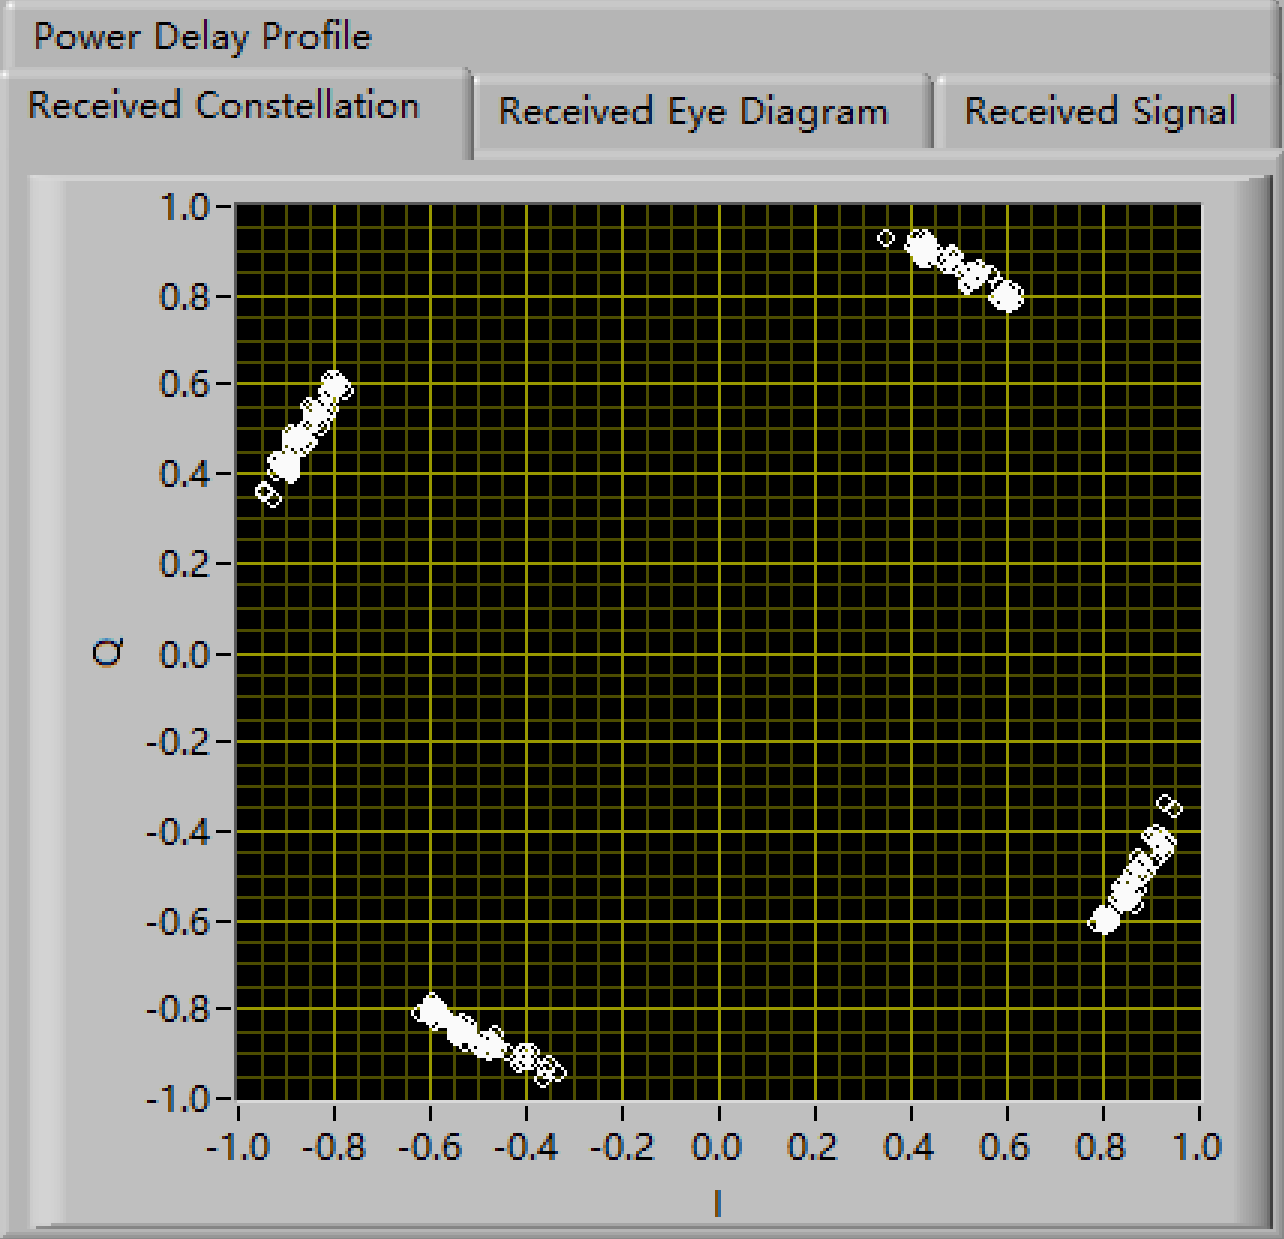 Power Delay Profile
Received Constellation
Received Eye Diagram
Received Signal
1.0
0.8
0.6
0.4
0.2
0.0
-0.2
-0.4
-0.6
-0.8
-1.0
Q
-1.0 -0.8 -0.6 -0.4 -0.2 0.0 0.2 0.4 0.6 0.8 1.0
I